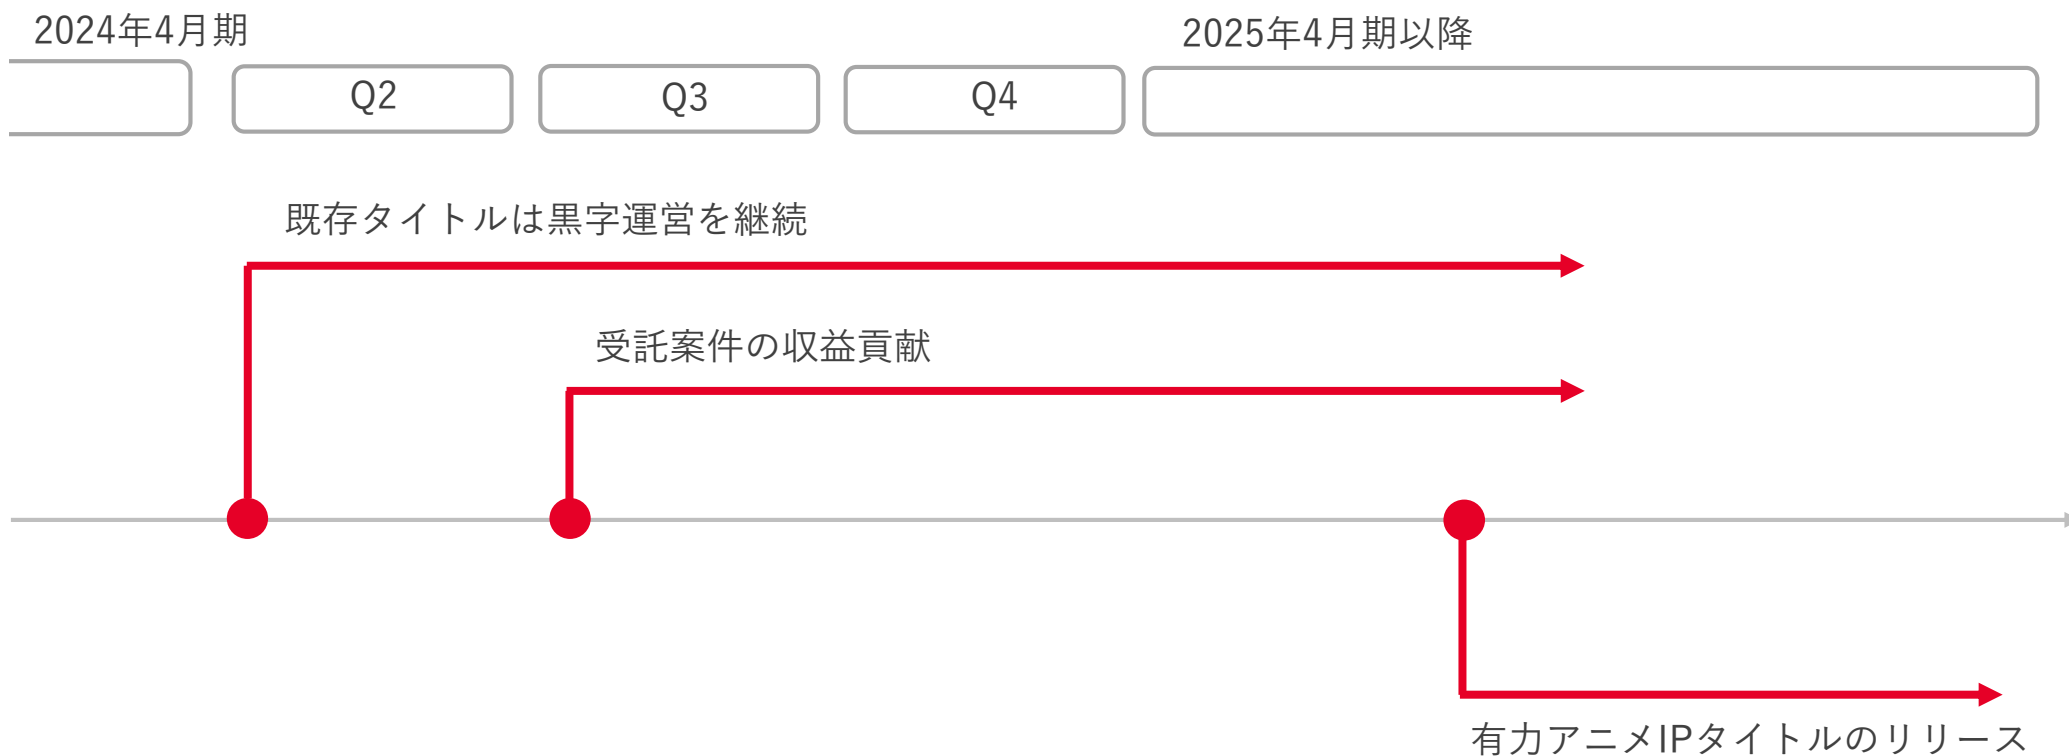 2024年4月期
2025年4月期以降
Q2
Q3
Q4
既存タイトルは黒字運営を継続
受託案件の収益貢献
有力アニメIPタイトルのリリース